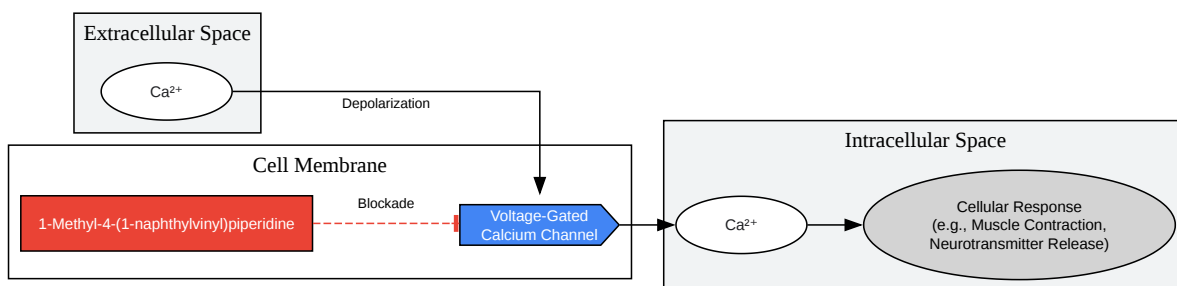 Extracellular Space
Ca²⁺
Depolarization
Cell Membrane
1-Methyl-4-(1-naphthylvinyl)piperidine
Blockade
Voltage-Gated
Calcium Channel
Intracellular Space
Ca²⁺
Cellular Response
(e.g., Muscle Contraction,
Neurotransmitter Release)